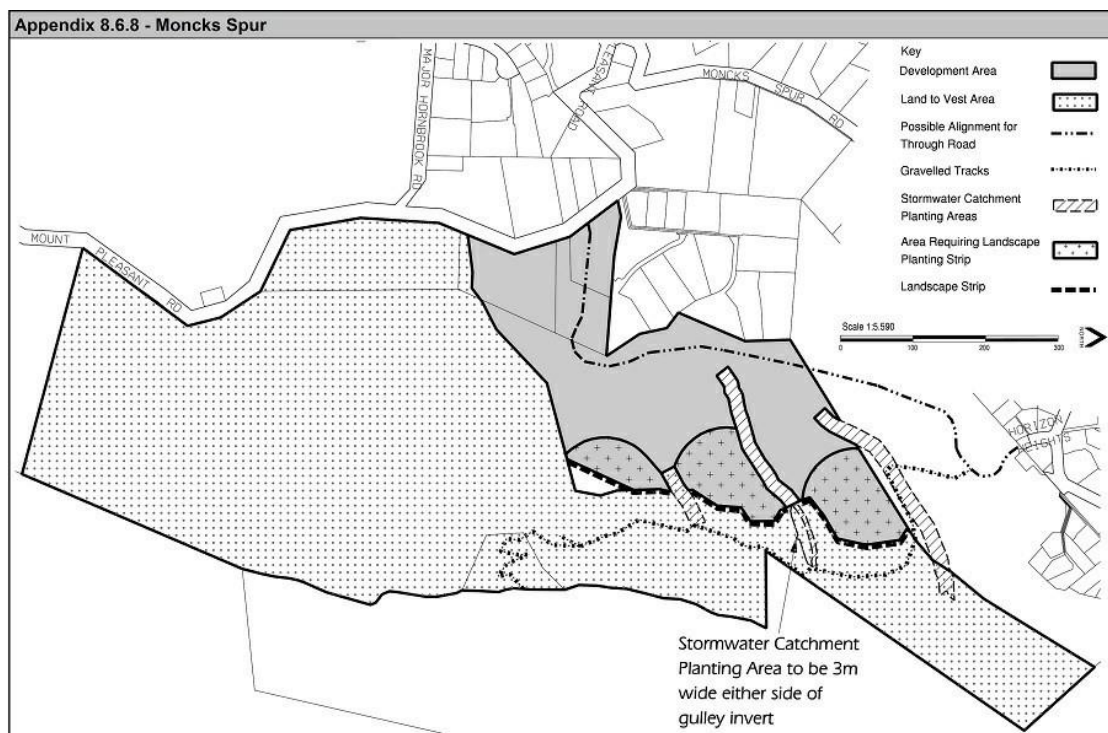 Appendix 8.6.8 - Moncks Spur
MAJOR HORNBROOK RD
PLEASANT ROAD
MONCKS SPUR RD
MOUNT PLEASANT RD
HORIZON HEIGHTS
Key
Development Area
Land to Vest Area
Possible Alignment for
Through Road
Gravelled Tracks
Stormwater Catchment
Planting Areas
Area Requiring Landscape
Planting Strip
Landscape Strip
Scale 1:5.590
0 100 200 300
NORTH
Stormwater Catchment
Planting Area to be 3m
wide either side of
gulley invert